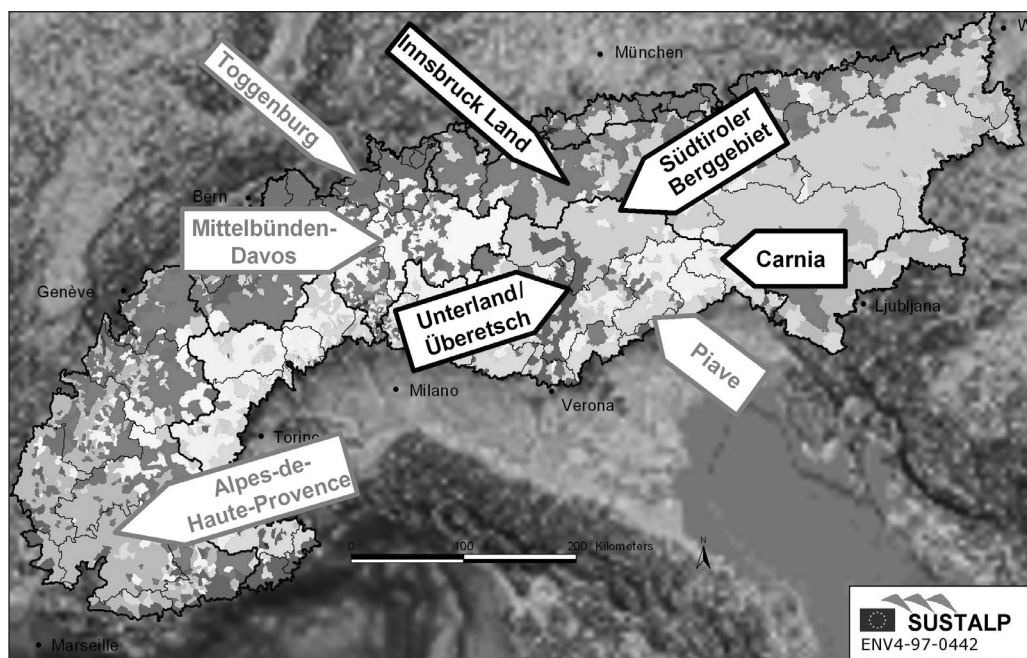 W
München
Toggenburg
Innsbruck Land
Südtiroler
Berggebiet
Bern
Mittelbünden-
Davos
Carnia
Genève
Unterland/
Überetsch
Ljubljana
Piave
Milano
Verona
Torino
Alpes-de-
Haute-Provence
0 100 200 Kilometers
N
Marseille
SUSTALP
ENV4-97-0442